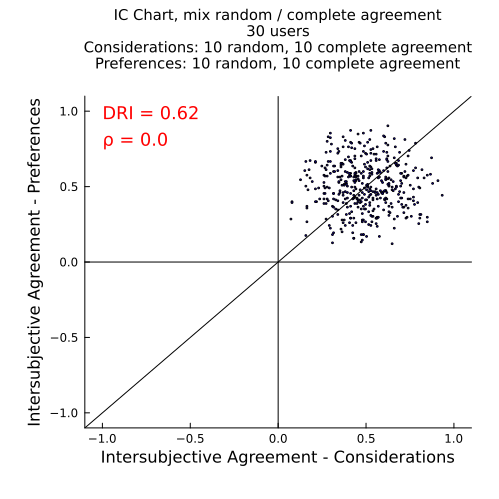 IC Chart, mix random / complete agreement
30 users
Considerations: 10 random, 10 complete agreement
Preferences: 10 random, 10 complete agreement
DRI = 0.62
ρ = 0.0
Intersubjective Agreement - Preferences
1.0
0.5
0.0
−0.5
−1.0
−1.0 −0.5 0.0 0.5 1.0
Intersubjective Agreement - Considerations